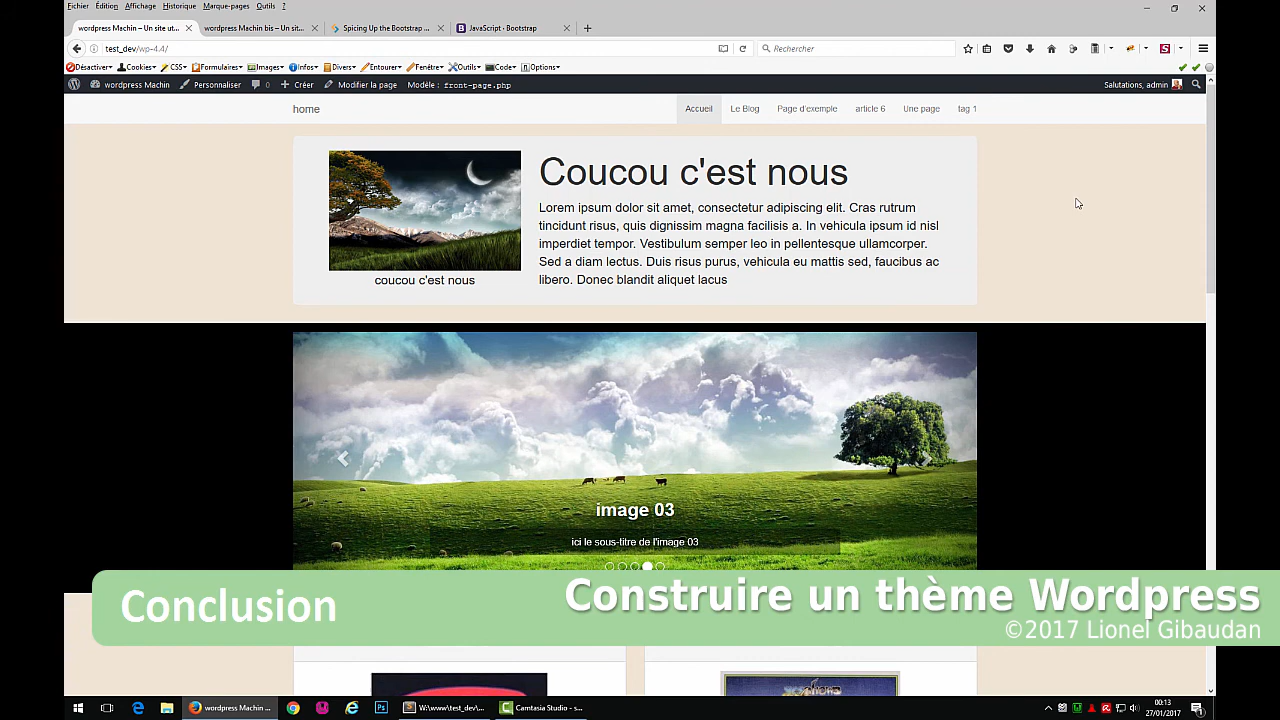 Fichier Édition Affichage Historique Marque-pages Outils ?
wordpress Machin – Un site ut... wordpress Machin bis – Un sit... Spicing Up the Bootstrap ... JavaScript · Bootstrap
test_dev/wp-4.4/ Rechercher
Désactiver Cookies CSS Formulaires Images Infos Divers Entourer Fenêtre Outils Code Options
wordpress Machin Personnaliser 0 Créer Modifier la page Modèle : front-page.php Salutations, admin
home Accueil Le Blog Page d'exemple article 6 Une page tag 1
Coucou c'est nous
Lorem ipsum dolor sit amet, consectetur adipiscing elit. Cras rutrum
tincidunt risus, quis dignissim magna facilisis a. In vehicula ipsum id nisl
imperdiet tempor. Vestibulum semper leo in pellentesque ullamcorper.
Sed a diam lectus. Duis risus purus, vehicula eu mattis sed, faucibus ac
libero. Donec blandit aliquet lacus
coucou c'est nous
image 03
ici le sous-titre de l'image 03
Conclusion
Construire un thème Wordpress
©2017 Lionel Gibaudan
wordpress Machin ... W:\www\test_dev\... Camtasia Studio - s...
00:13
27/01/2017